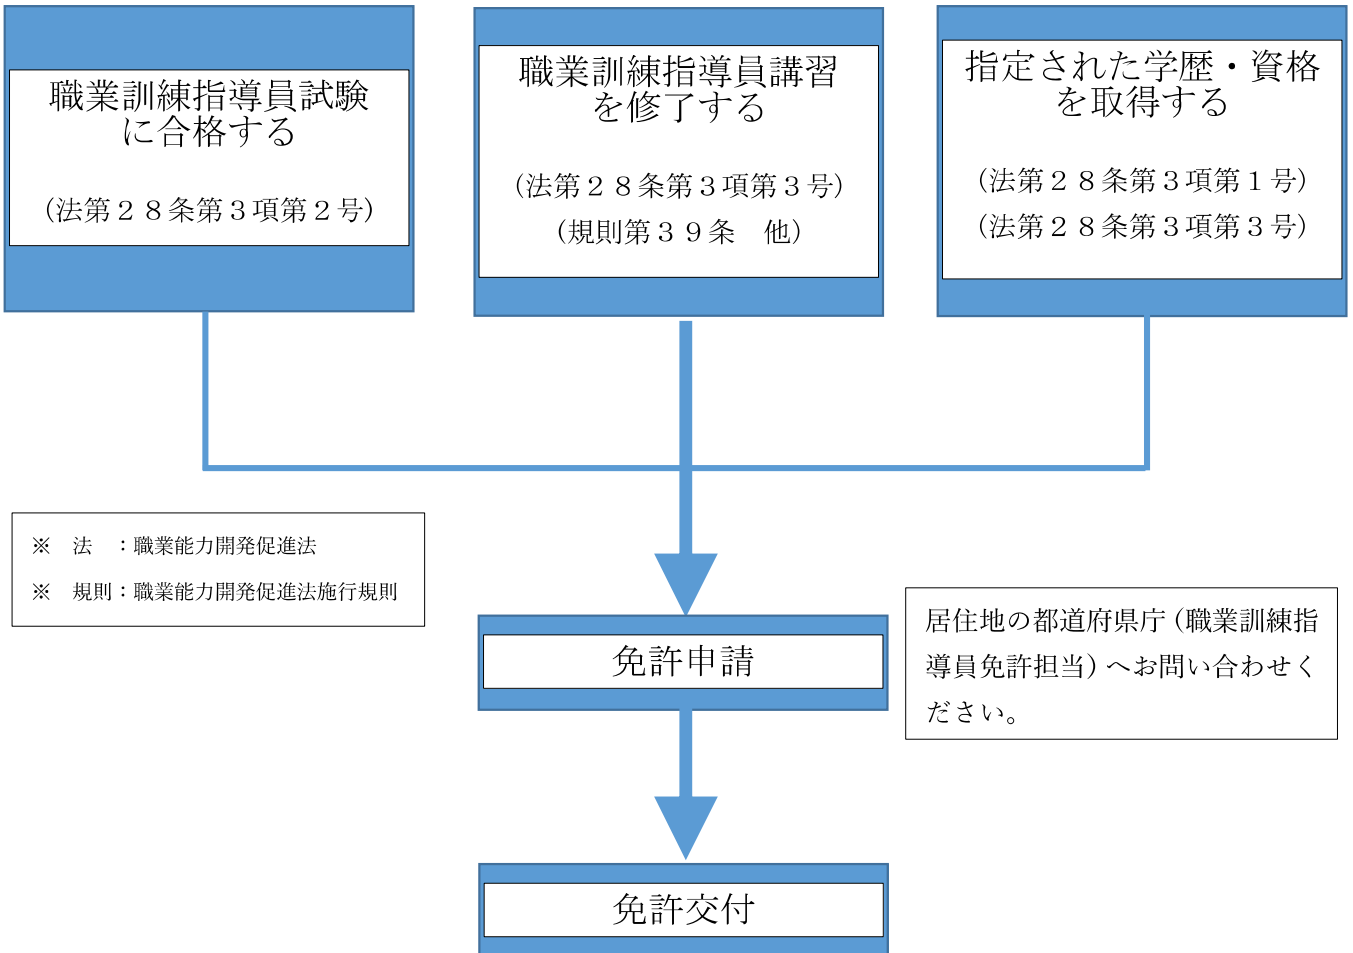 職業訓練指導員試験
に合格する
（法第２８条第３項第２号）
職業訓練指導員講習
を修了する
（法第２８条第３項第３号）
（規則第３９条　他）
指定された学歴・資格
を取得する
（法第２８条第３項第１号）
（法第２８条第３項第３号）
※　法　：職業能力開発促進法
※　規則：職業能力開発促進法施行規則
免許申請
居住地の都道府県庁（職業訓練指
導員免許担当）へお問い合わせく
ださい。
免許交付